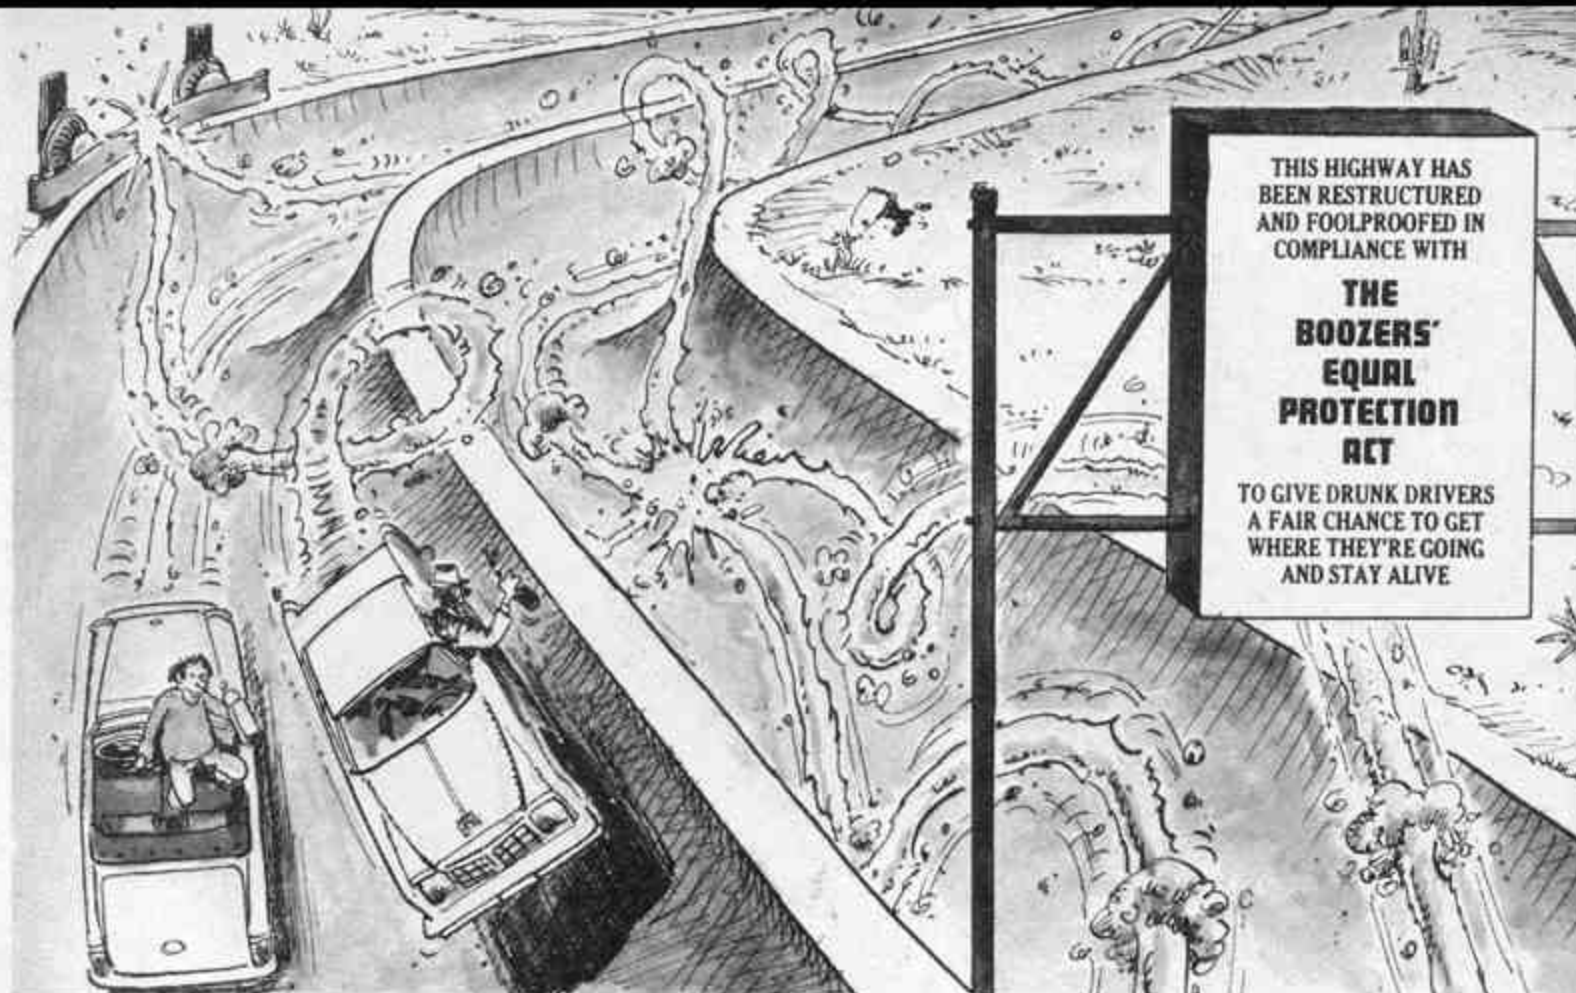 THIS HIGHWAY HAS
BEEN RESTRUCTURED
AND FOOLPROOFED IN
COMPLIANCE WITH
THE
BOOZERS'
EQUAL
PROTECTION
ACT
TO GIVE DRUNK DRIVERS
A FAIR CHANCE TO GET
WHERE THEY'RE GOING
AND STAY ALIVE